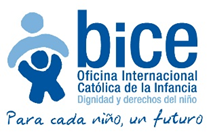 bice
Oficina Internacional
Católica de la Infancia
Dignidad y derechos del niño
Para cada niño, un futuro